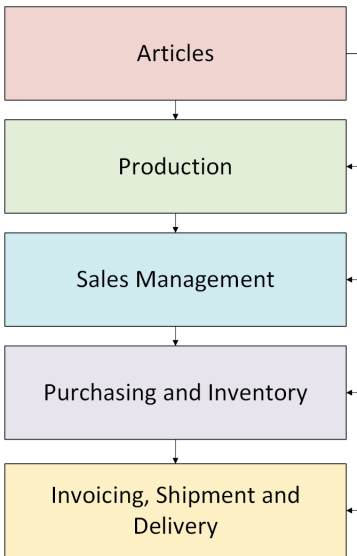 Articles
Production
Sales Management
Purchasing and Inventory
Invoicing, Shipment and
Delivery